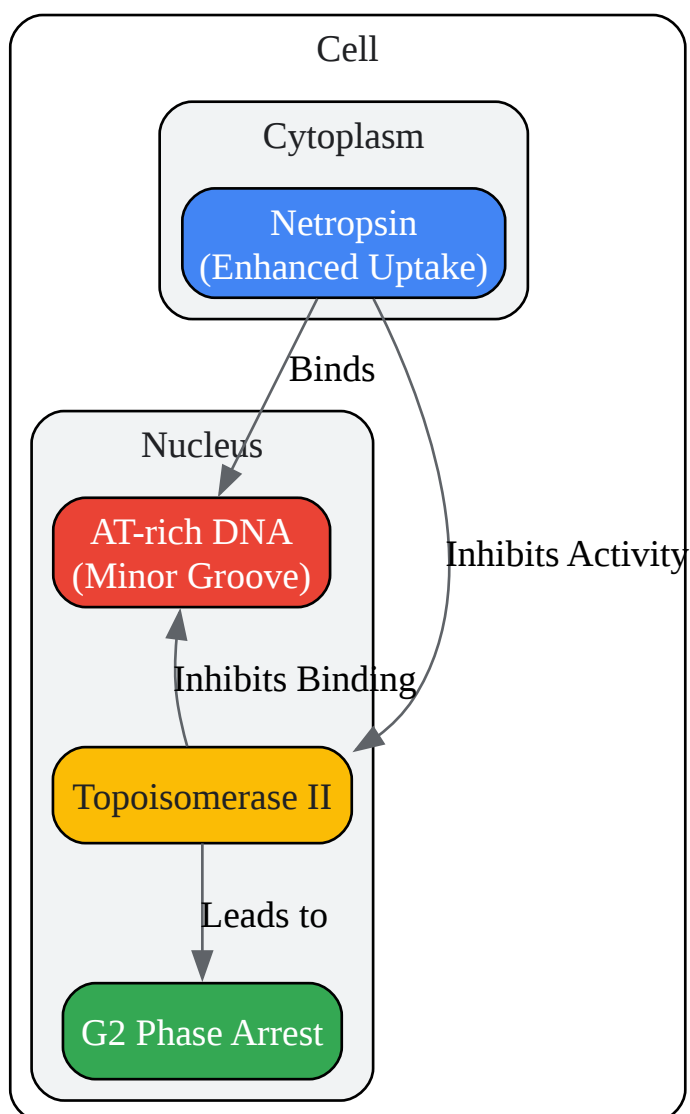 Cell
Cytoplasm
Netropsin
(Enhanced Uptake)
Binds
Nucleus
AT-rich DNA
(Minor Groove)
Inhibits Activity
Inhibits Binding
Topoisomerase II
Leads to
G2 Phase Arrest